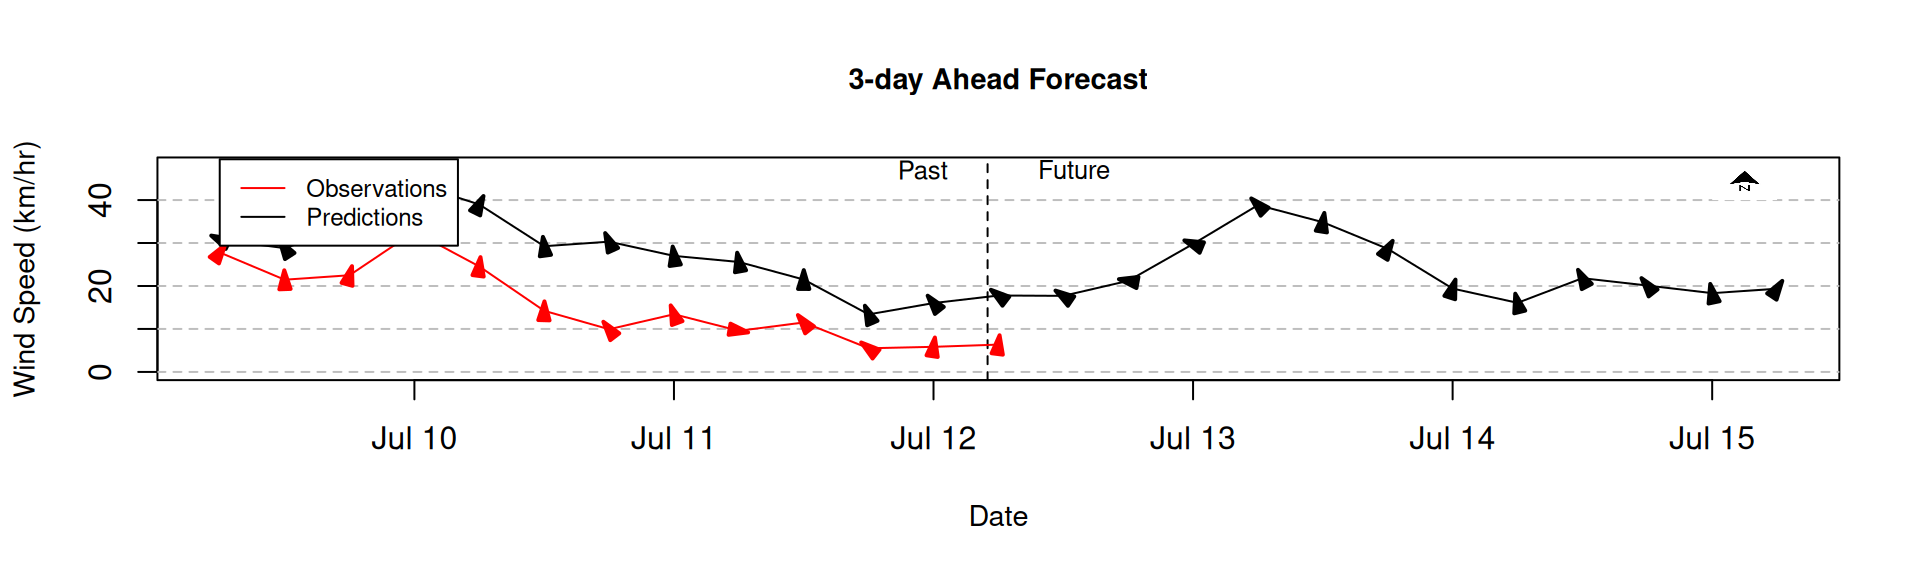 3-day Ahead Forecast
Wind Speed (km/hr)
40
20
0
Observations
Predictions
Past
Future
N
Jul 10
Jul 11
Jul 12
Jul 13
Jul 14
Jul 15
Date